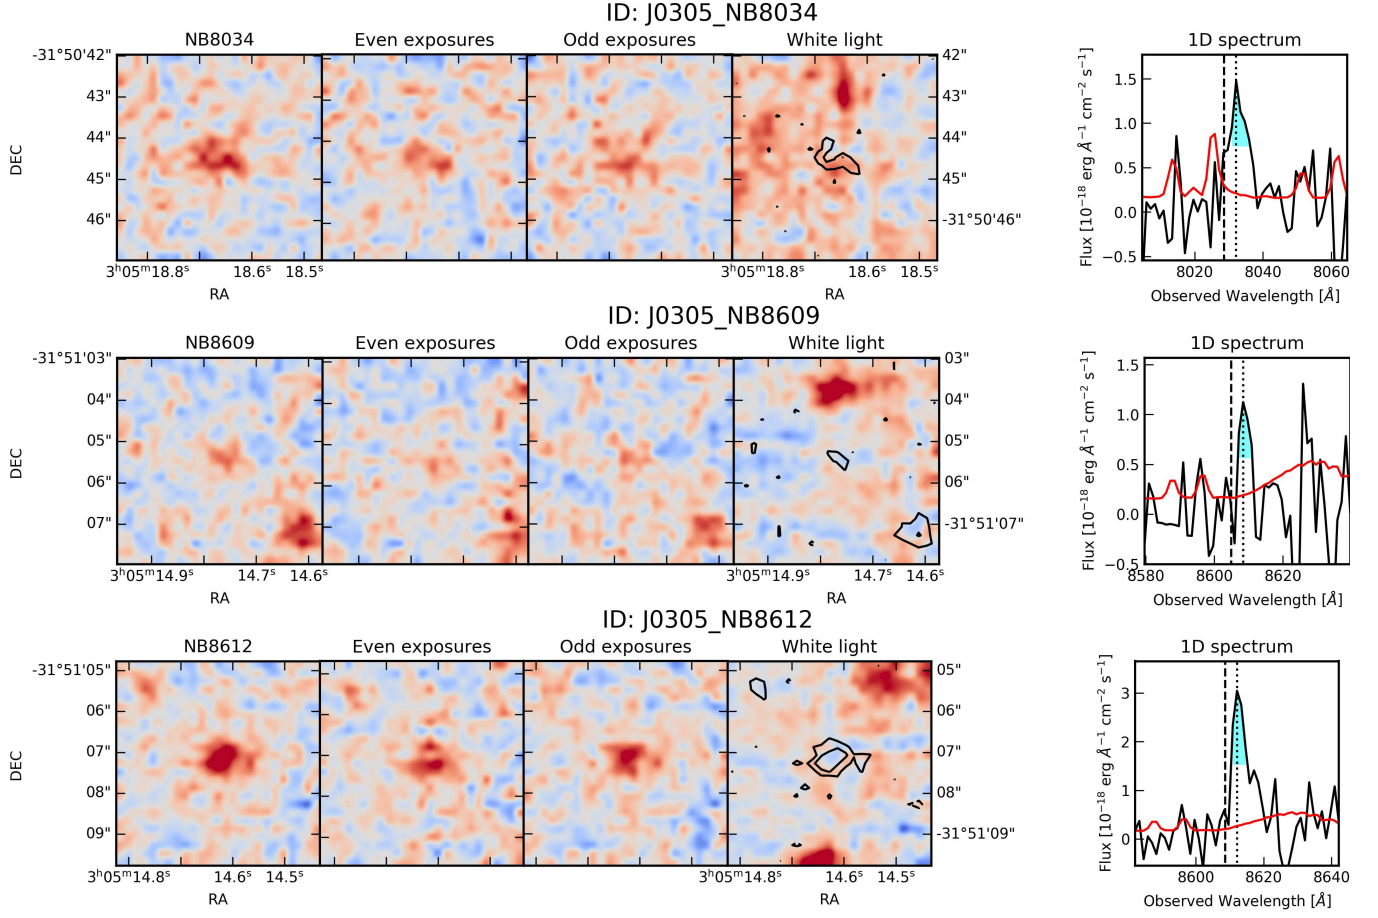 ID: J0305_NB8034
NB8034 Even exposures Odd exposures White light 1D spectrum
-31°50'42" 42"
43" 43"
44" 44"
45" 45"
46" -31°50'46"
DEC
3ʰ05ᵐ18.8ˢ 18.6ˢ 18.5ˢ 3ʰ05ᵐ18.8ˢ 18.6ˢ 18.5ˢ
RA RA
Flux [10⁻¹⁸ erg Å⁻¹ cm⁻² s⁻¹]
1.5
1.0
0.5
0.0
−0.5
8020 8040 8060
Observed Wavelength [Å]
ID: J0305_NB8609
NB8609 Even exposures Odd exposures White light 1D spectrum
-31°51'03" 03"
04" 04"
05" 05"
06" 06"
07" -31°51'07"
DEC
3ʰ05ᵐ14.9ˢ 14.7ˢ 14.6ˢ 3ʰ05ᵐ14.9ˢ 14.7ˢ 14.6ˢ
RA RA
Flux [10⁻¹⁸ erg Å⁻¹ cm⁻² s⁻¹]
1.5
1.0
0.5
0.0
−0.5
8580 8600 8620
Observed Wavelength [Å]
ID: J0305_NB8612
NB8612 Even exposures Odd exposures White light 1D spectrum
-31°51'05" 05"
06" 06"
07" 07"
08" 08"
09" -31°51'09"
DEC
3ʰ05ᵐ14.8ˢ 14.6ˢ 14.5ˢ 3ʰ05ᵐ14.8ˢ 14.6ˢ 14.5ˢ
RA RA
Flux [10⁻¹⁸ erg Å⁻¹ cm⁻² s⁻¹]
3
2
1
0
8600 8620 8640
Observed Wavelength [Å]